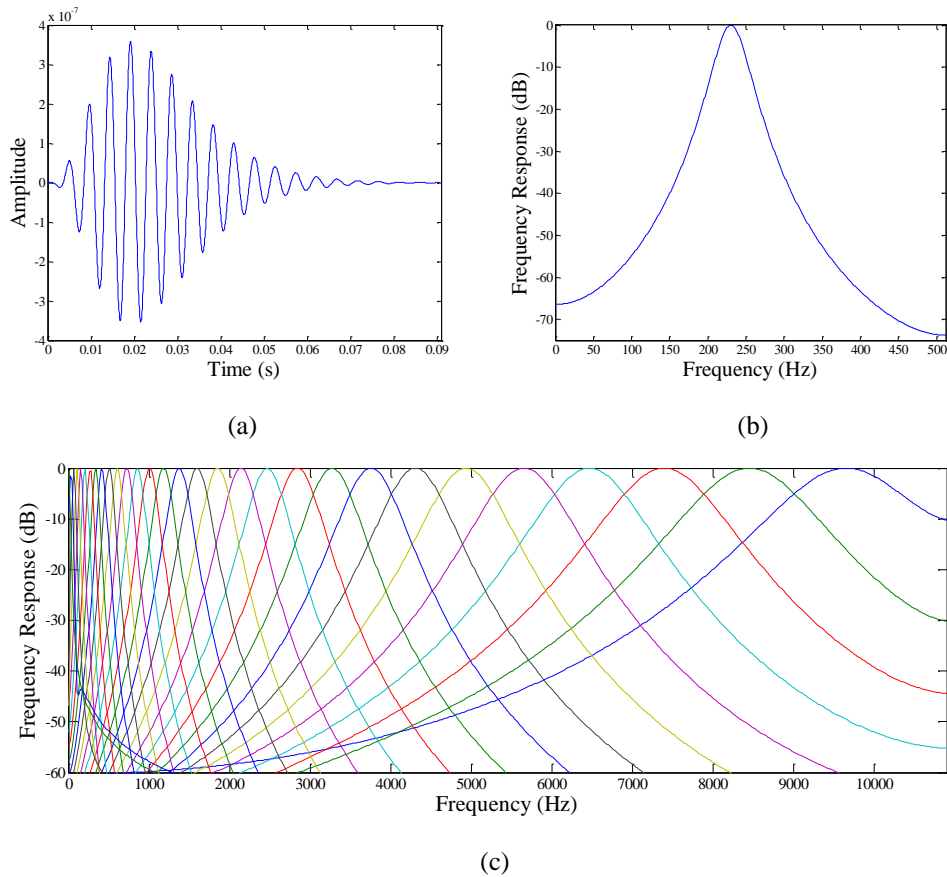 x 10⁻⁷
4
3
2
1
0
-1
-2
-3
-4
Amplitude
0 0.01 0.02 0.03 0.04 0.05 0.06 0.07 0.08 0.09
Time (s)
(a)
0
-10
-20
-30
-40
-50
-60
-70
Frequency Response (dB)
0 50 100 150 200 250 300 350 400 450 500
Frequency (Hz)
(b)
0
-10
-20
-30
-40
-50
-60
Frequency Response (dB)
0 1000 2000 3000 4000 5000 6000 7000 8000 9000 10000
Frequency (Hz)
(c)